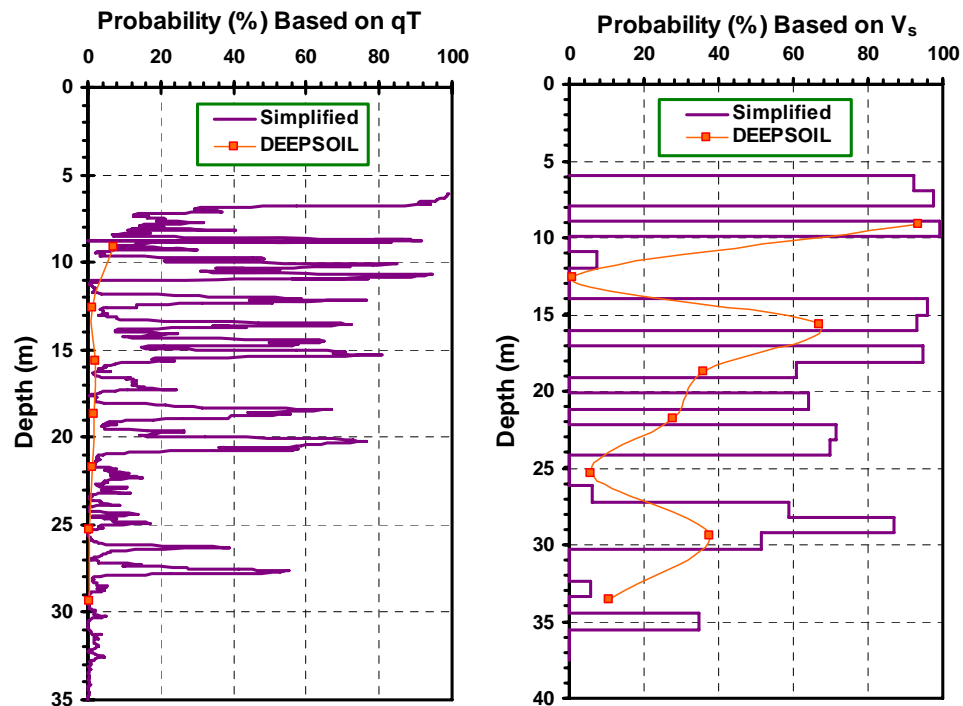 Probability (%) Based on qT
0 20 40 60 80 100
0
5
10
15
20
25
30
35
Depth (m)
Simplified
DEEPSOIL
Probability (%) Based on Vs
0 20 40 60 80 100
0
5
10
15
20
25
30
35
40
Depth (m)
Simplified
DEEPSOIL